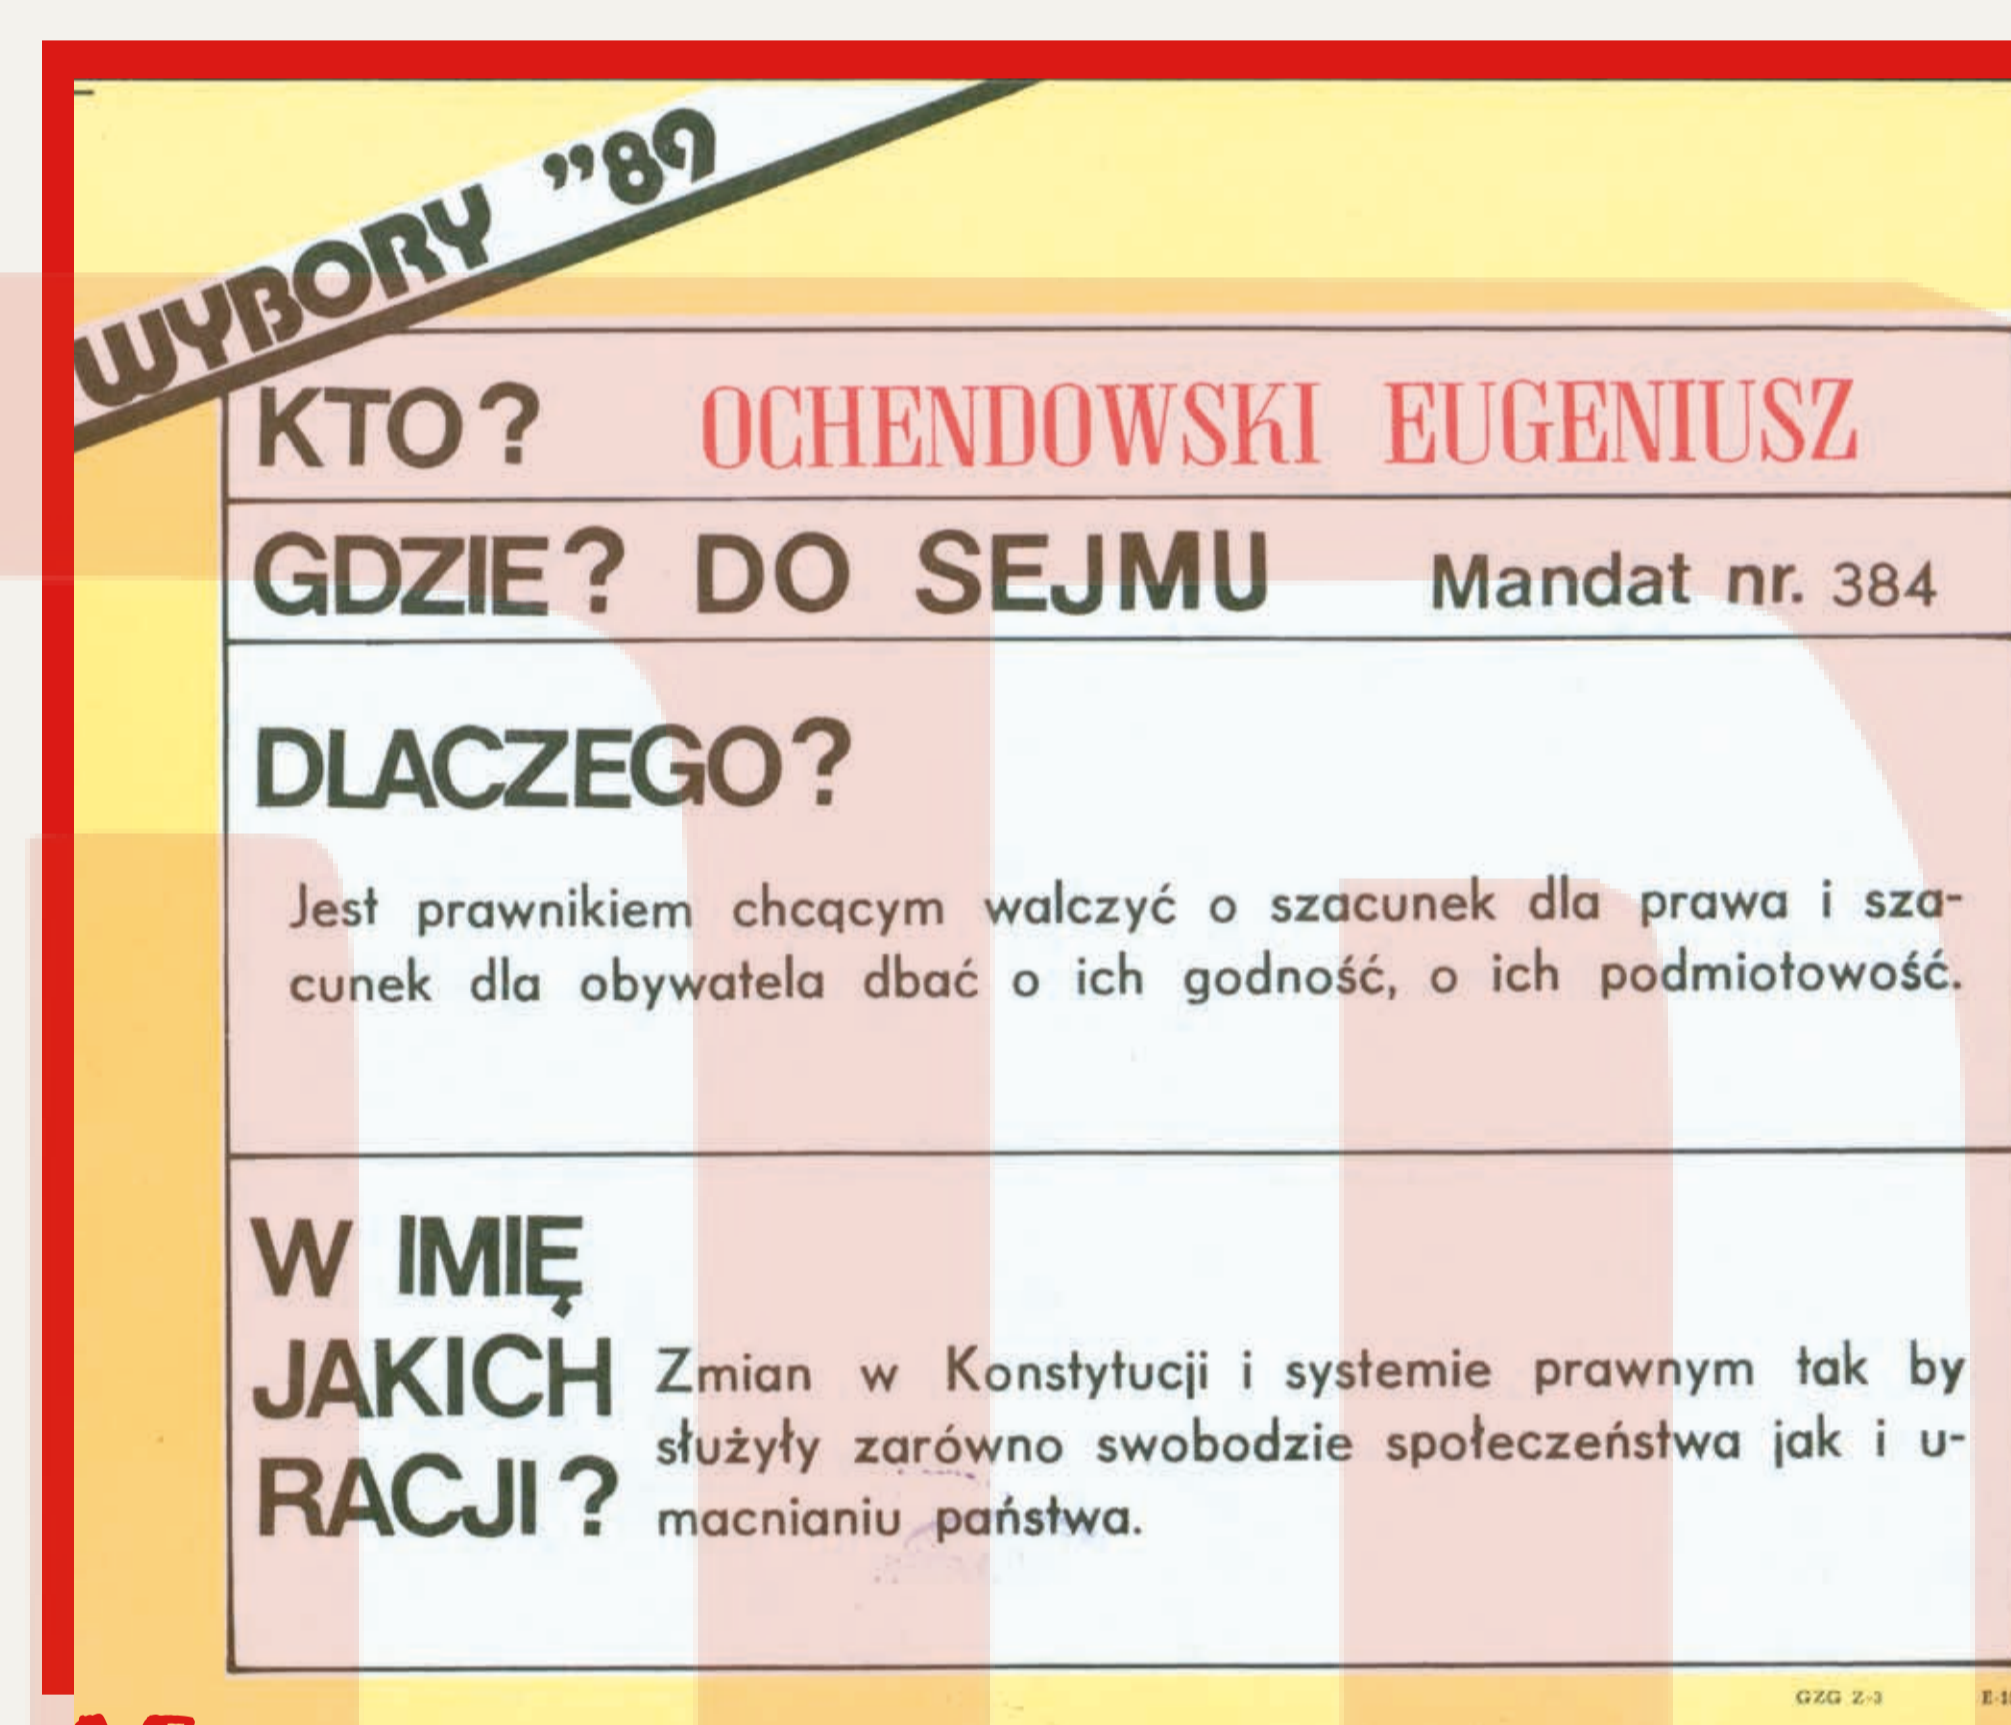 WYBORY "89
KTO? OCHENDOWSKI EUGENIUSZ
GDZIE? DO SEJMU Mandat nr. 384
DLACZEGO?
Jest prawnikiem chcącym walczyć o szacunek dla prawa i sza-
cunek dla obywatela dbać o ich godność, o ich podmiotowość.
W IMIĘ
JAKICH
RACJI?
Zmian w Konstytucji i systemie prawnym tak by
służyły zarówno swobodzie społeczeństwa jak i u-
macnianiu państwa.
GZG Z-3